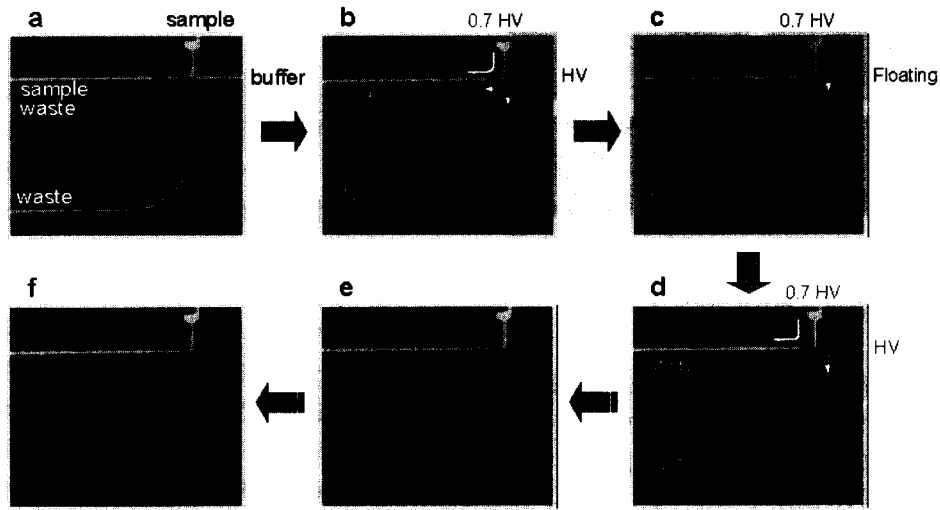 a
sample
buffer
sample
waste
waste
b
0.7 HV
HV
c
0.7 HV
Floating
d
0.7 HV
HV
e
f